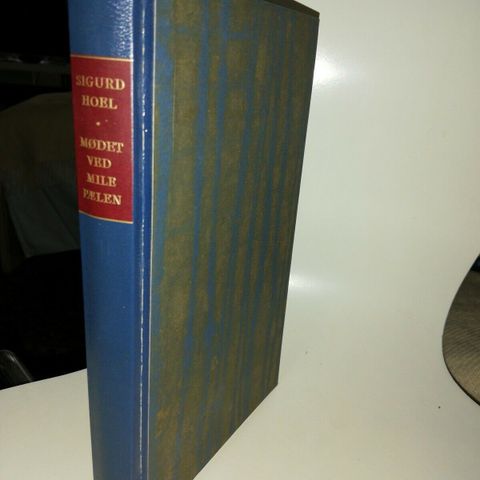 SIGURD
HOEL
·
MØDET
VED
MILE
PÆLEN